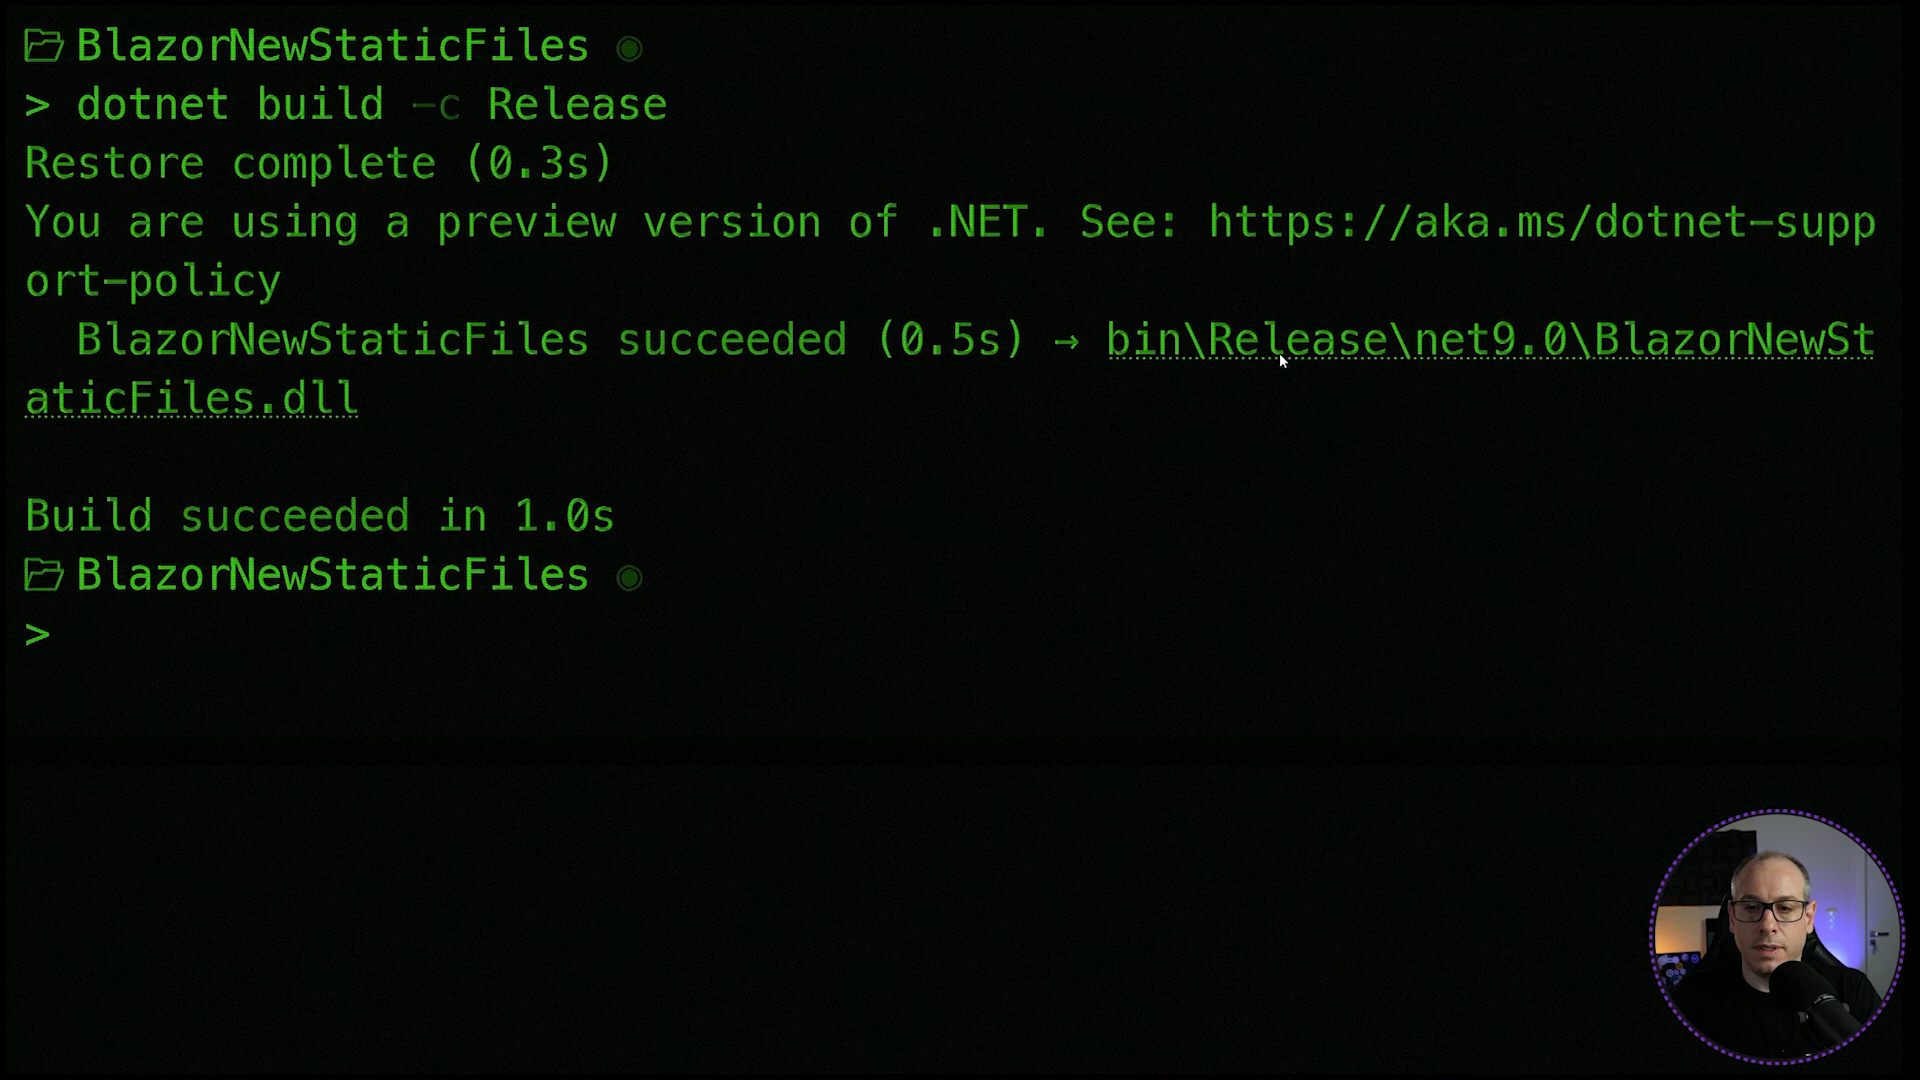 BlazorNewStaticFiles
> dotnet build -c Release
Restore complete (0.3s)
You are using a preview version of .NET. See: https://aka.ms/dotnet-supp
ort-policy
BlazorNewStaticFiles succeeded (0.5s) → bin\Release\net9.0\BlazorNewSt
aticFiles.dll
Build succeeded in 1.0s
BlazorNewStaticFiles
>